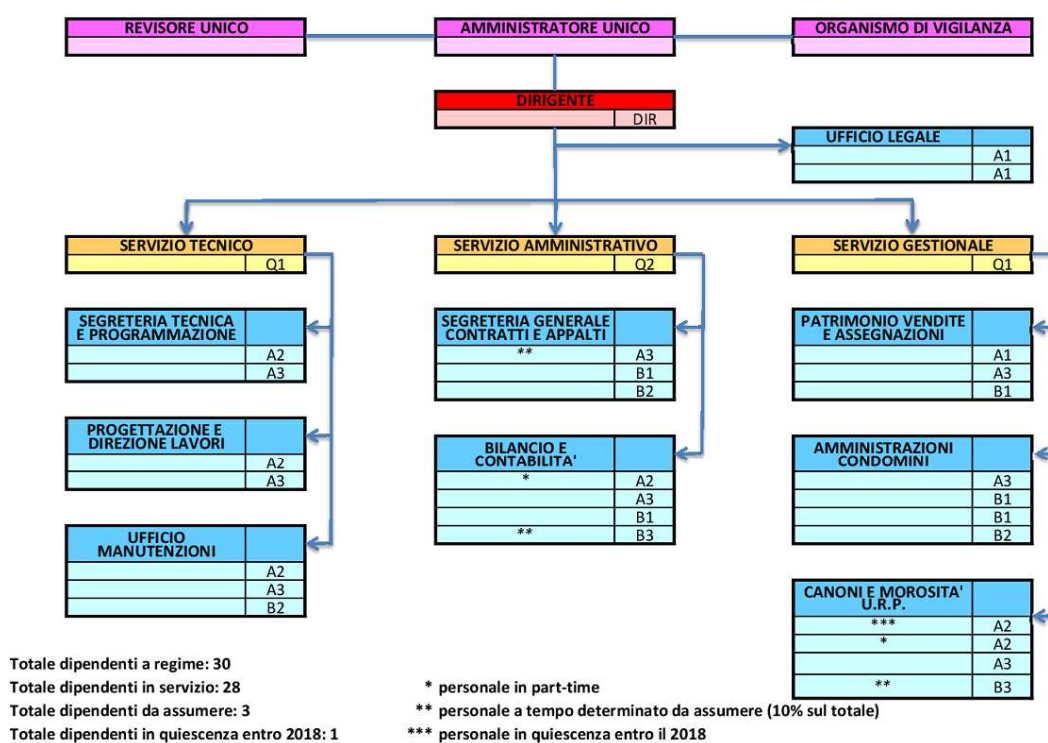 REVISORE UNICO
AMMINISTRATORE UNICO
ORGANISMO DI VIGILANZA
DIRIGENTE
DIR
UFFICIO LEGALE
A1
A1
SERVIZIO TECNICO
Q1
SERVIZIO AMMINISTRATIVO
Q2
SERVIZIO GESTIONALE
Q1
SEGRETERIA TECNICA
E PROGRAMMAZIONE
A2
A3
SEGRETERIA GENERALE
CONTRATTI E APPALTI
** A3
B1
B2
PATRIMONIO VENDITE
E ASSEGNAZIONI
A1
A3
B1
PROGETTAZIONE E
DIREZIONE LAVORI
A2
A3
BILANCIO E
CONTABILITA'
* A2
A3
B1
** B3
AMMINISTRAZIONI
CONDOMINI
A3
B1
B1
B2
UFFICIO
MANUTENZIONI
A2
A3
B2
CANONI E MOROSITA'
U.R.P.
*** A2
* A2
A3
** B3
Totale dipendenti a regime: 30
Totale dipendenti in servizio: 28
Totale dipendenti da assumere: 3
Totale dipendenti in quiescenza entro 2018: 1
* personale in part-time
** personale a tempo determinato da assumere (10% sul totale)
*** personale in quiescenza entro il 2018